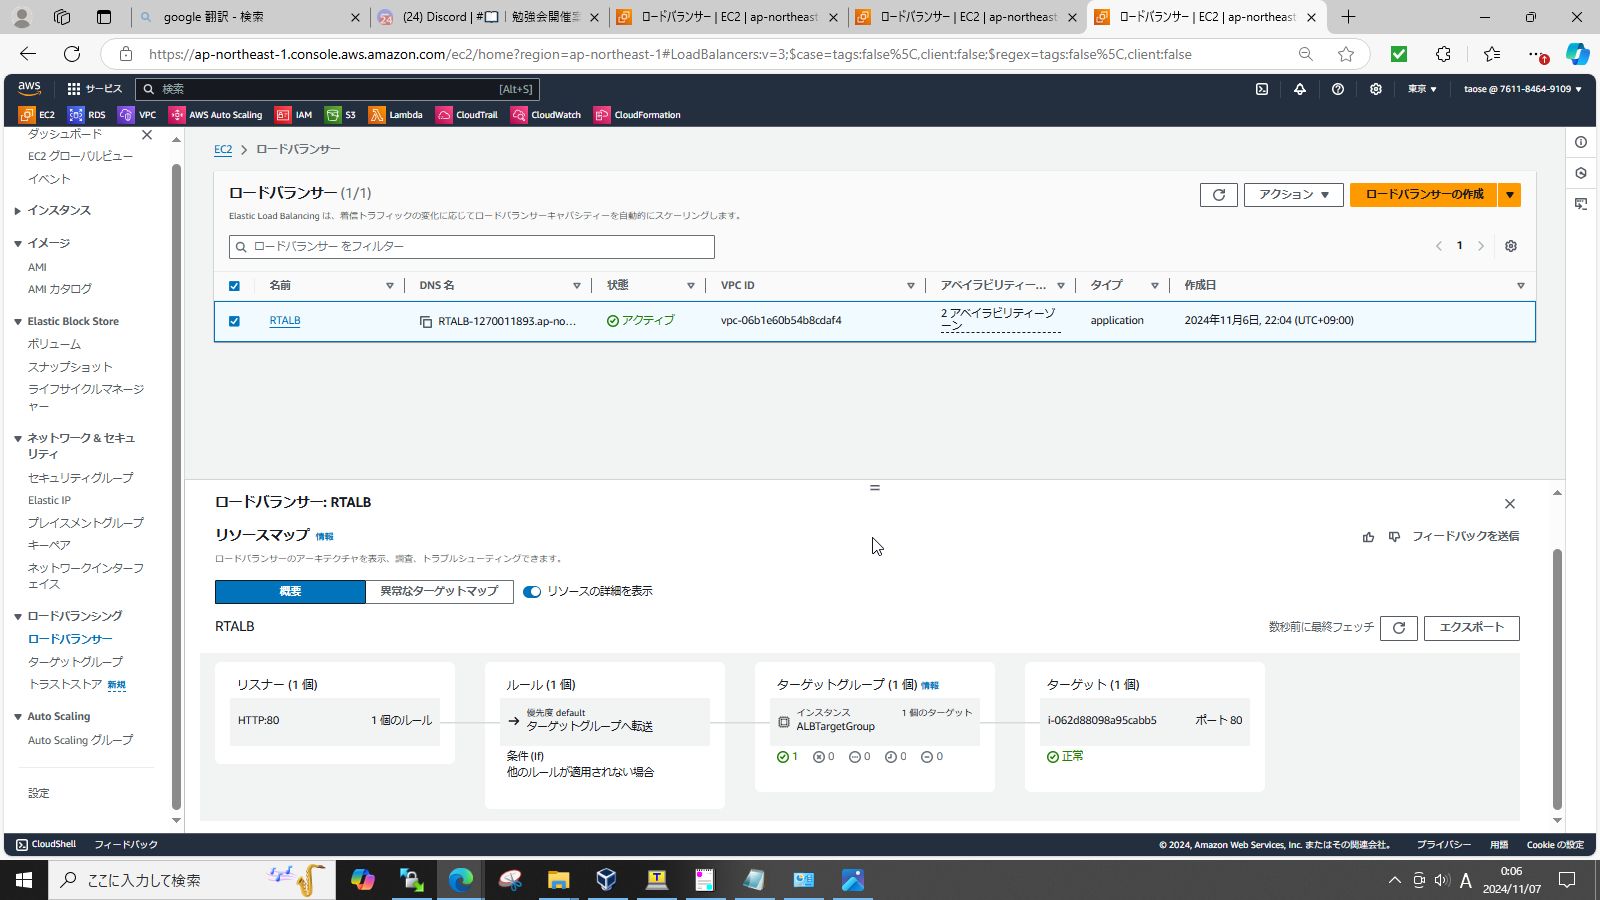 google 翻訳 - 検索
(24) Discord | #📖 | 勉強会開催案
ロードバランサー | EC2 | ap-northeast
ロードバランサー | EC2 | ap-northeast
ロードバランサー | EC2 | ap-northeast
https://ap-northeast-1.console.aws.amazon.com/ec2/home?region=ap-northeast-1#LoadBalancers:v=3;$case=tags:false%5C,client:false;$regex=tags:false%5C,client:false
aws
サービス
検索
[Alt+S]
東京
taose @ 7611-8464-9109
EC2
RDS
VPC
AWS Auto Scaling
IAM
S3
Lambda
CloudTrail
CloudWatch
CloudFormation
ダッシュボード
EC2 グローバルビュー
イベント
インスタンス
イメージ
AMI
AMI カタログ
Elastic Block Store
ボリューム
スナップショット
ライフサイクルマネージ
ャー
ネットワーク & セキュ
リティ
セキュリティグループ
Elastic IP
プレイスメントグループ
キーペア
ネットワークインターフ
ェイス
ロードバランシング
ロードバランサー
ターゲットグループ
トラストストア 新規
Auto Scaling
Auto Scaling グループ
設定
EC2
ロードバランサー
ロードバランサー (1/1)
Elastic Load Balancing は、着信トラフィックの変化に応じてロードバランサーキャパシティーを自動的にスケーリングします。
アクション
ロードバランサーの作成
ロードバランサー をフィルター
1
名前
DNS 名
状態
VPC ID
アベイラビリティー...
タイプ
作成日
RTALB
RTALB-1270011893.ap-no...
アクティブ
vpc-06b1e60b54b8cdaf4
2 アベイラビリティーゾ
ーン
application
2024年11月6日, 22:04 (UTC+09:00)
ロードバランサー: RTALB
リソースマップ 情報
ロードバランサーのアーキテクチャを表示、調査、トラブルシューティングできます。
フィードバックを送信
概要
異常なターゲットマップ
リソースの詳細を表示
RTALB
数秒前に最終フェッチ
エクスポート
リスナー (1 個)
HTTP:80
1 個のルール
ルール (1 個)
優先度 default
ターゲットグループへ転送
条件 (If)
他のルールが適用されない場合
ターゲットグループ (1 個) 情報
インスタンス
1 個のターゲット
ALBTargetGroup
1 0 0 0 0
ターゲット (1 個)
i-062d88098a95cabb5
ポート 80
正常
CloudShell
フィードバック
© 2024, Amazon Web Services, Inc. またはその関連会社。
プライバシー
用語
Cookie の設定
ここに入力して検索
A
0:06
2024/11/07